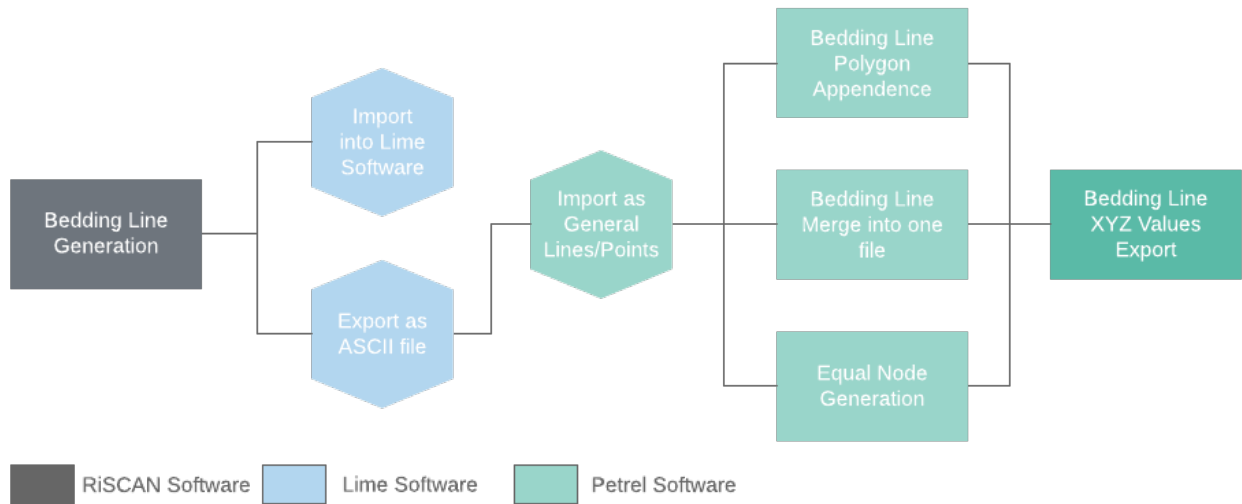 Bedding Line
Generation
Import
into Lime
Software
Export as
ASCII file
Import as
General
Lines/Points
Bedding Line
Polygon
Appendence
Bedding Line
Merge into one
file
Equal Node
Generation
Bedding Line
XYZ Values
Export
RiSCAN Software
Lime Software
Petrel Software